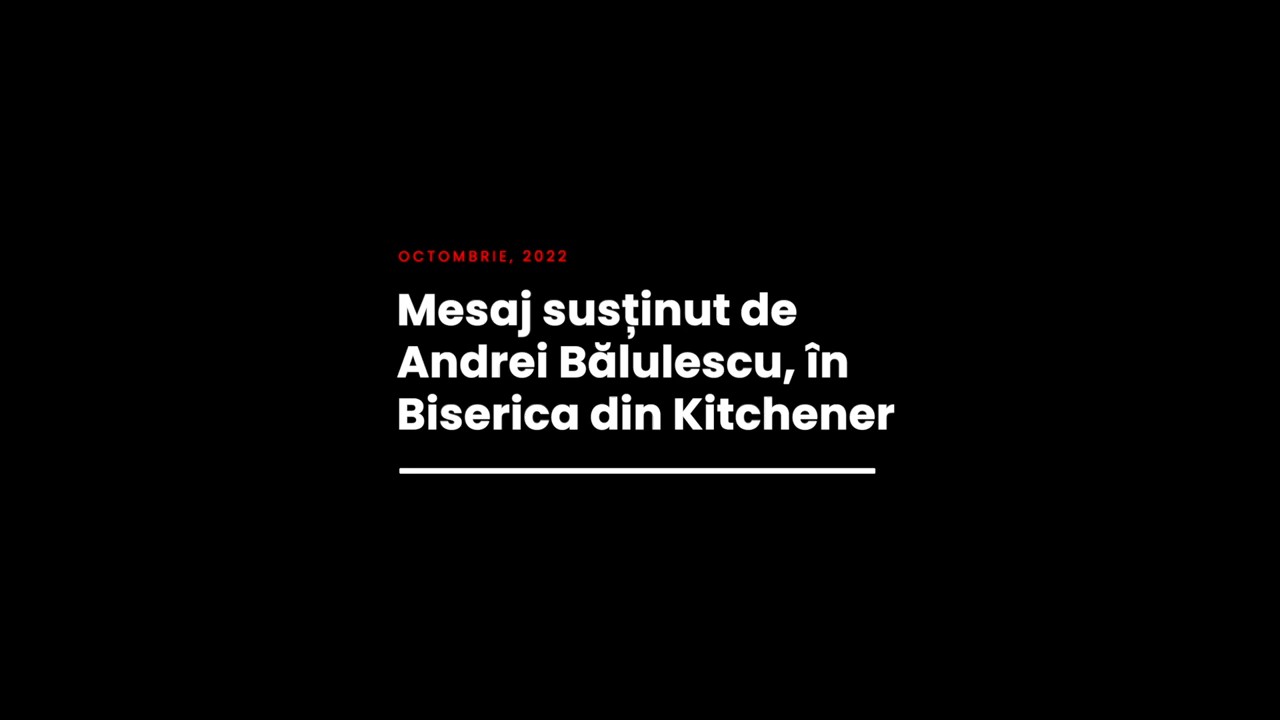 OCTOMBRIE, 2022
Mesaj susținut de
Andrei Bălulescu, în
Biserica din Kitchener